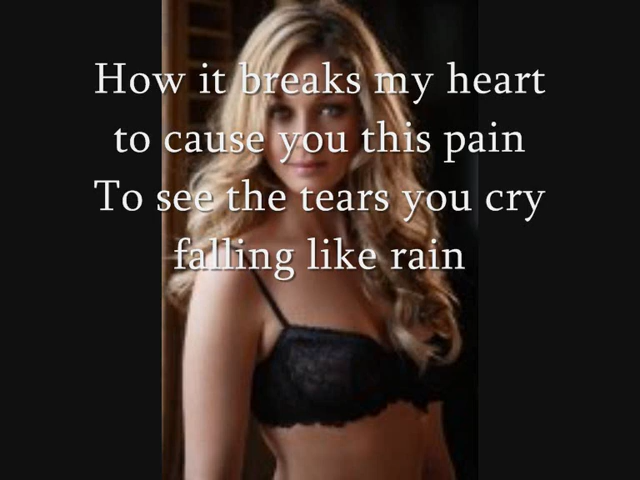 How it breaks my heart
to cause you this pain
To see the tears you cry
falling like rain